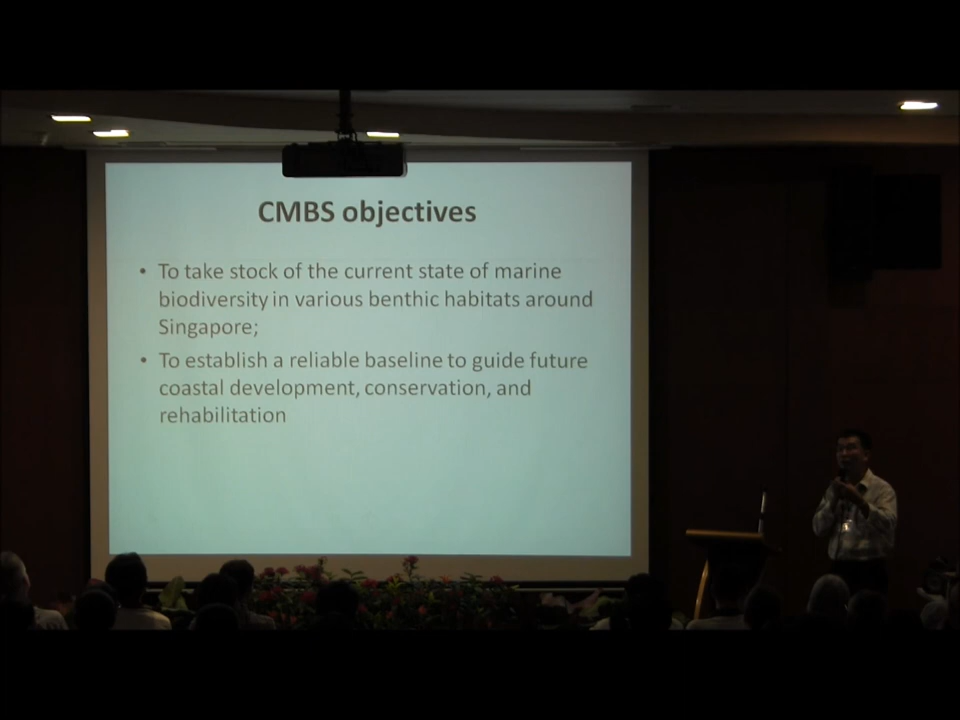 CMBS objectives
• To take stock of the current state of marine
biodiversity in various benthic habitats around
Singapore;
• To establish a reliable baseline to guide future
coastal development, conservation, and
rehabilitation